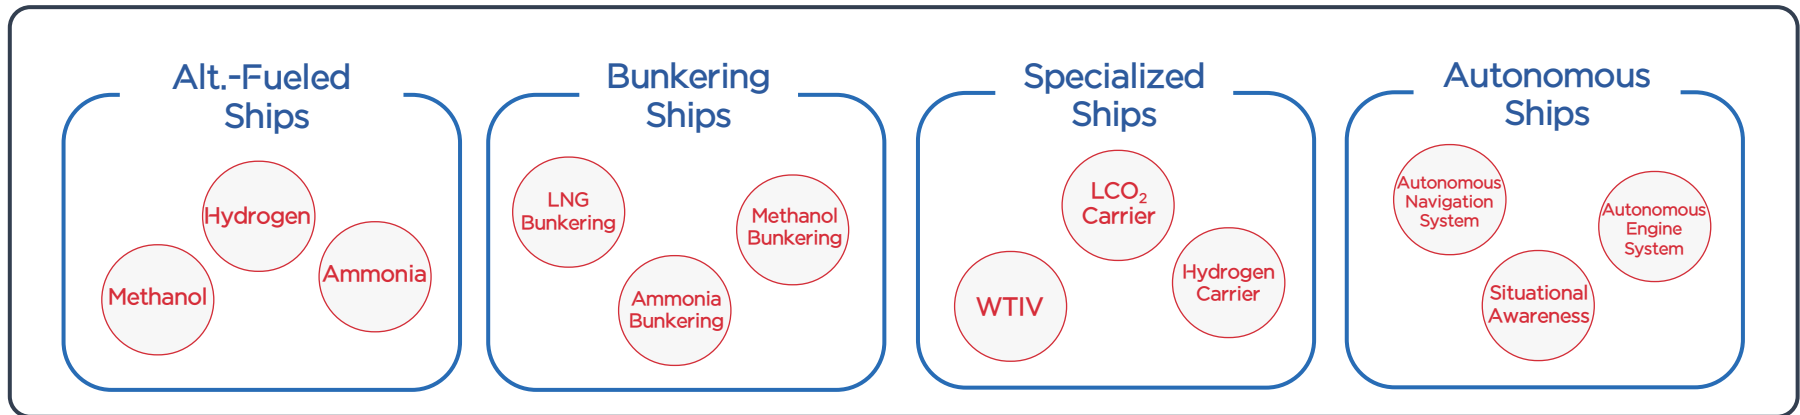 Alt.-Fueled
Ships
Hydrogen
Methanol
Ammonia
Bunkering
Ships
LNG
Bunkering
Methanol
Bunkering
Ammonia
Bunkering
Specialized
Ships
LCO₂
Carrier
WTIV
Hydrogen
Carrier
Autonomous
Ships
Autonomous
Navigation
System
Autonomous
Engine
System
Situational
Awareness